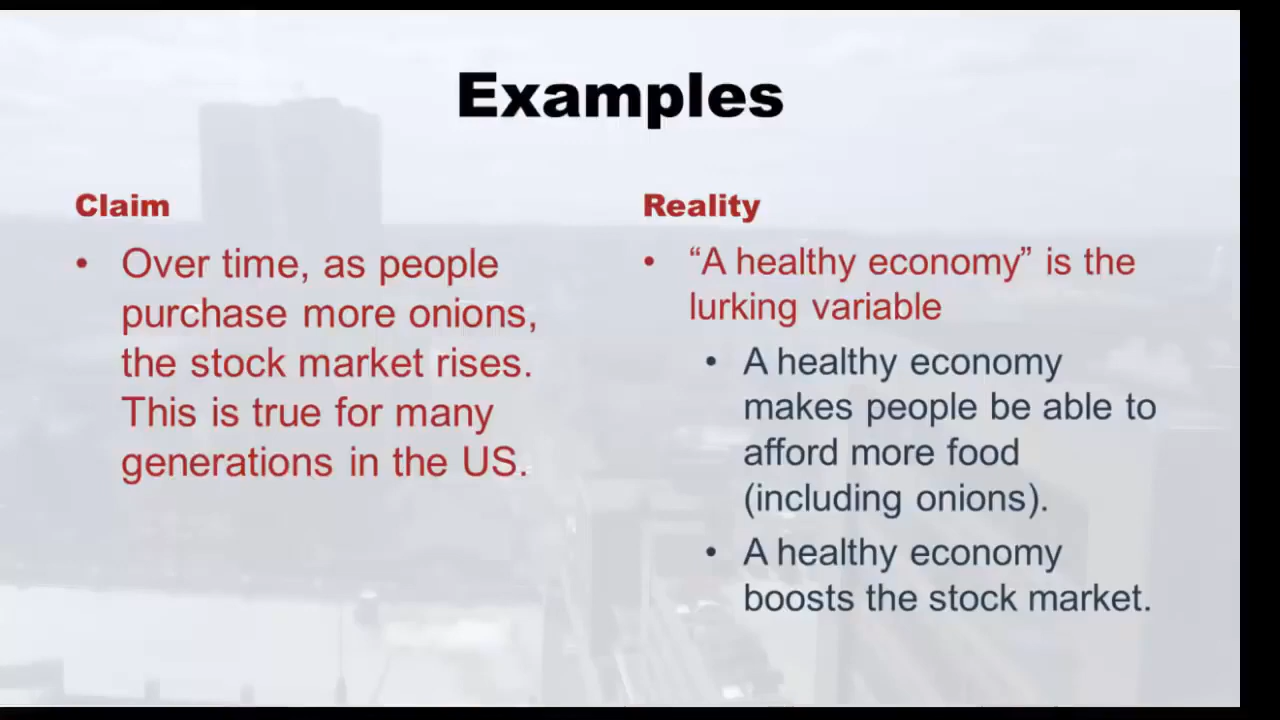 Examples
Claim
• Over time, as people
purchase more onions,
the stock market rises.
This is true for many
generations in the US.
Reality
• “A healthy economy” is the
lurking variable
• A healthy economy
makes people be able to
afford more food
(including onions).
• A healthy economy
boosts the stock market.